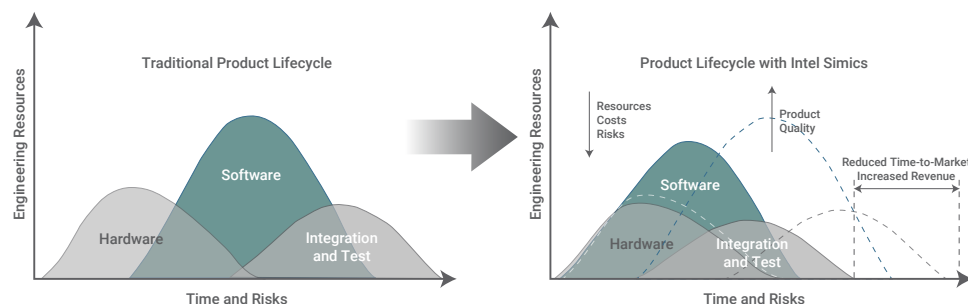 Traditional Product Lifecycle
Engineering Resources
Software
Hardware
Integration
and Test
Time and Risks
Product Lifecycle with Intel Simics
Engineering Resources
Resources
Costs
Risks
Product
Quality
Reduced Time-to-Market
Increased Revenue
Software
Hardware
Integration
and Test
Time and Risks